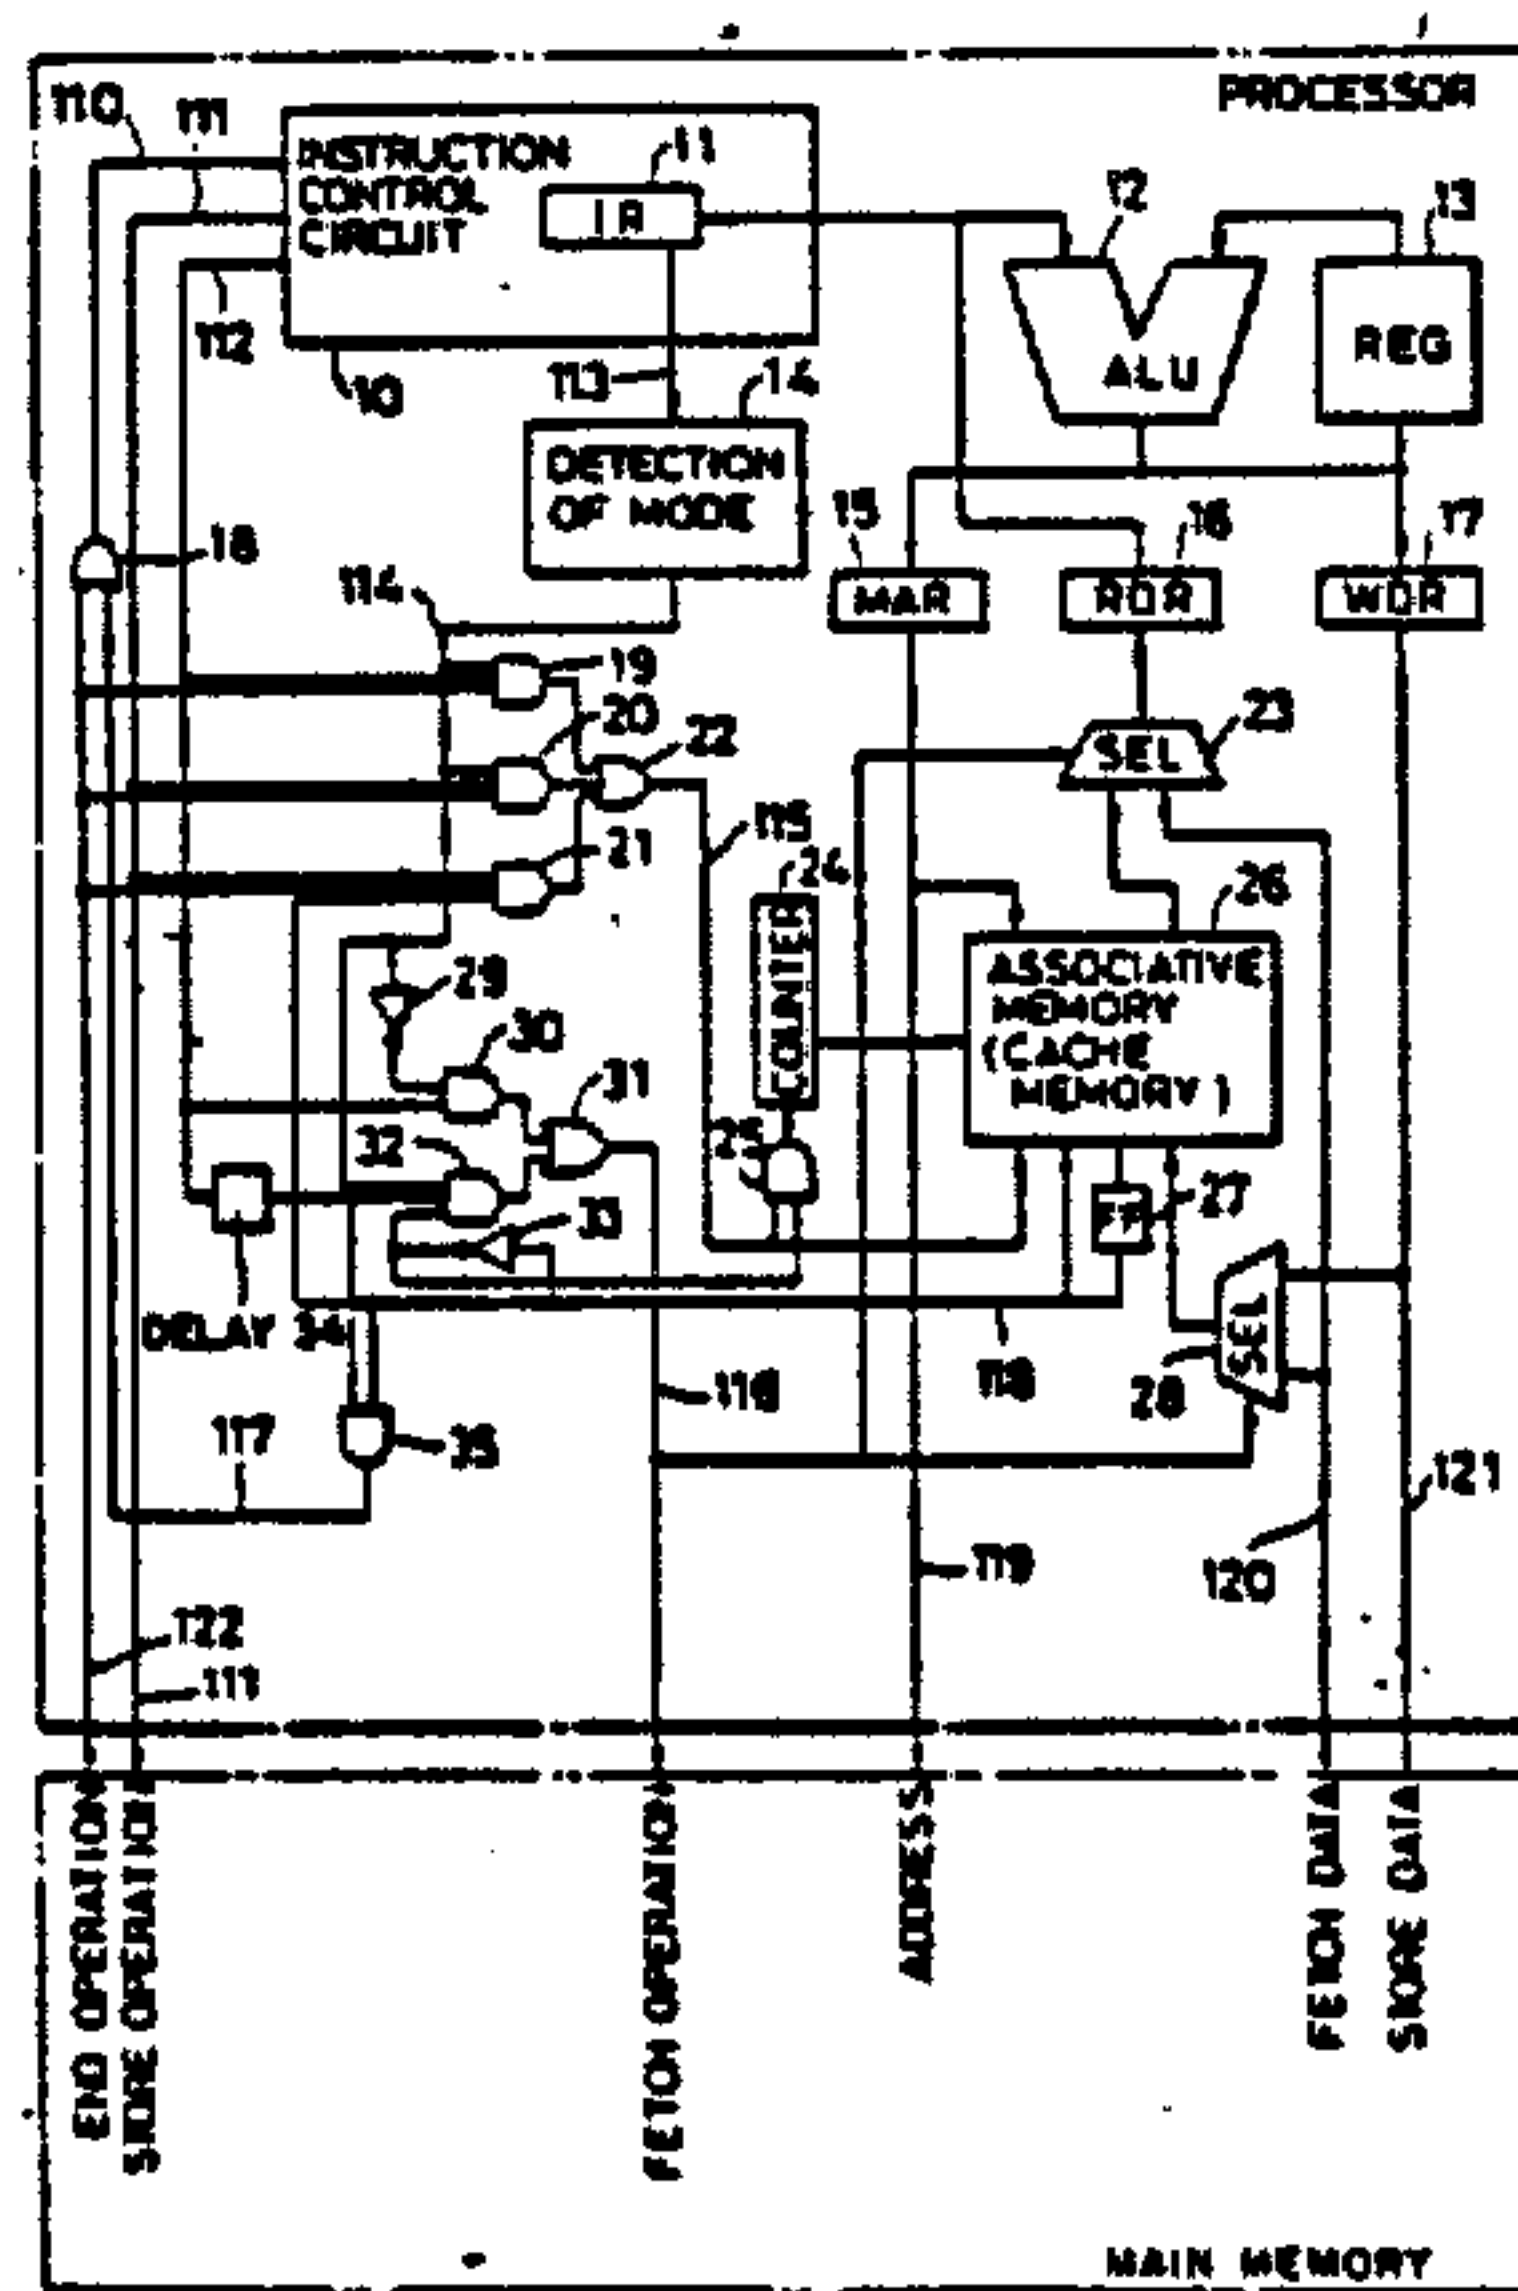 PROCESSOR
110
111
INSTRUCTION
CONTROL
CIRCUIT
11
IR
12
13
112
10
113
14
ALU
REG
DETECTION
OF MODE
15
16
17
18
114
MAR
RDR
WDR
19
20
22
23
SEL
21
115
24
COUNTER
26
ASSOCIATIVE
MEMORY
(CACHE
MEMORY)
29
30
31
32
25
33
FF
27
DELAY 34
SEL
118
28
116
117
35
121
119
120
122
111
END OPERATION
STORE OPERATION
FETCH OPERATION
ADDRESS
FETCH DATA
STORE DATA
MAIN MEMORY